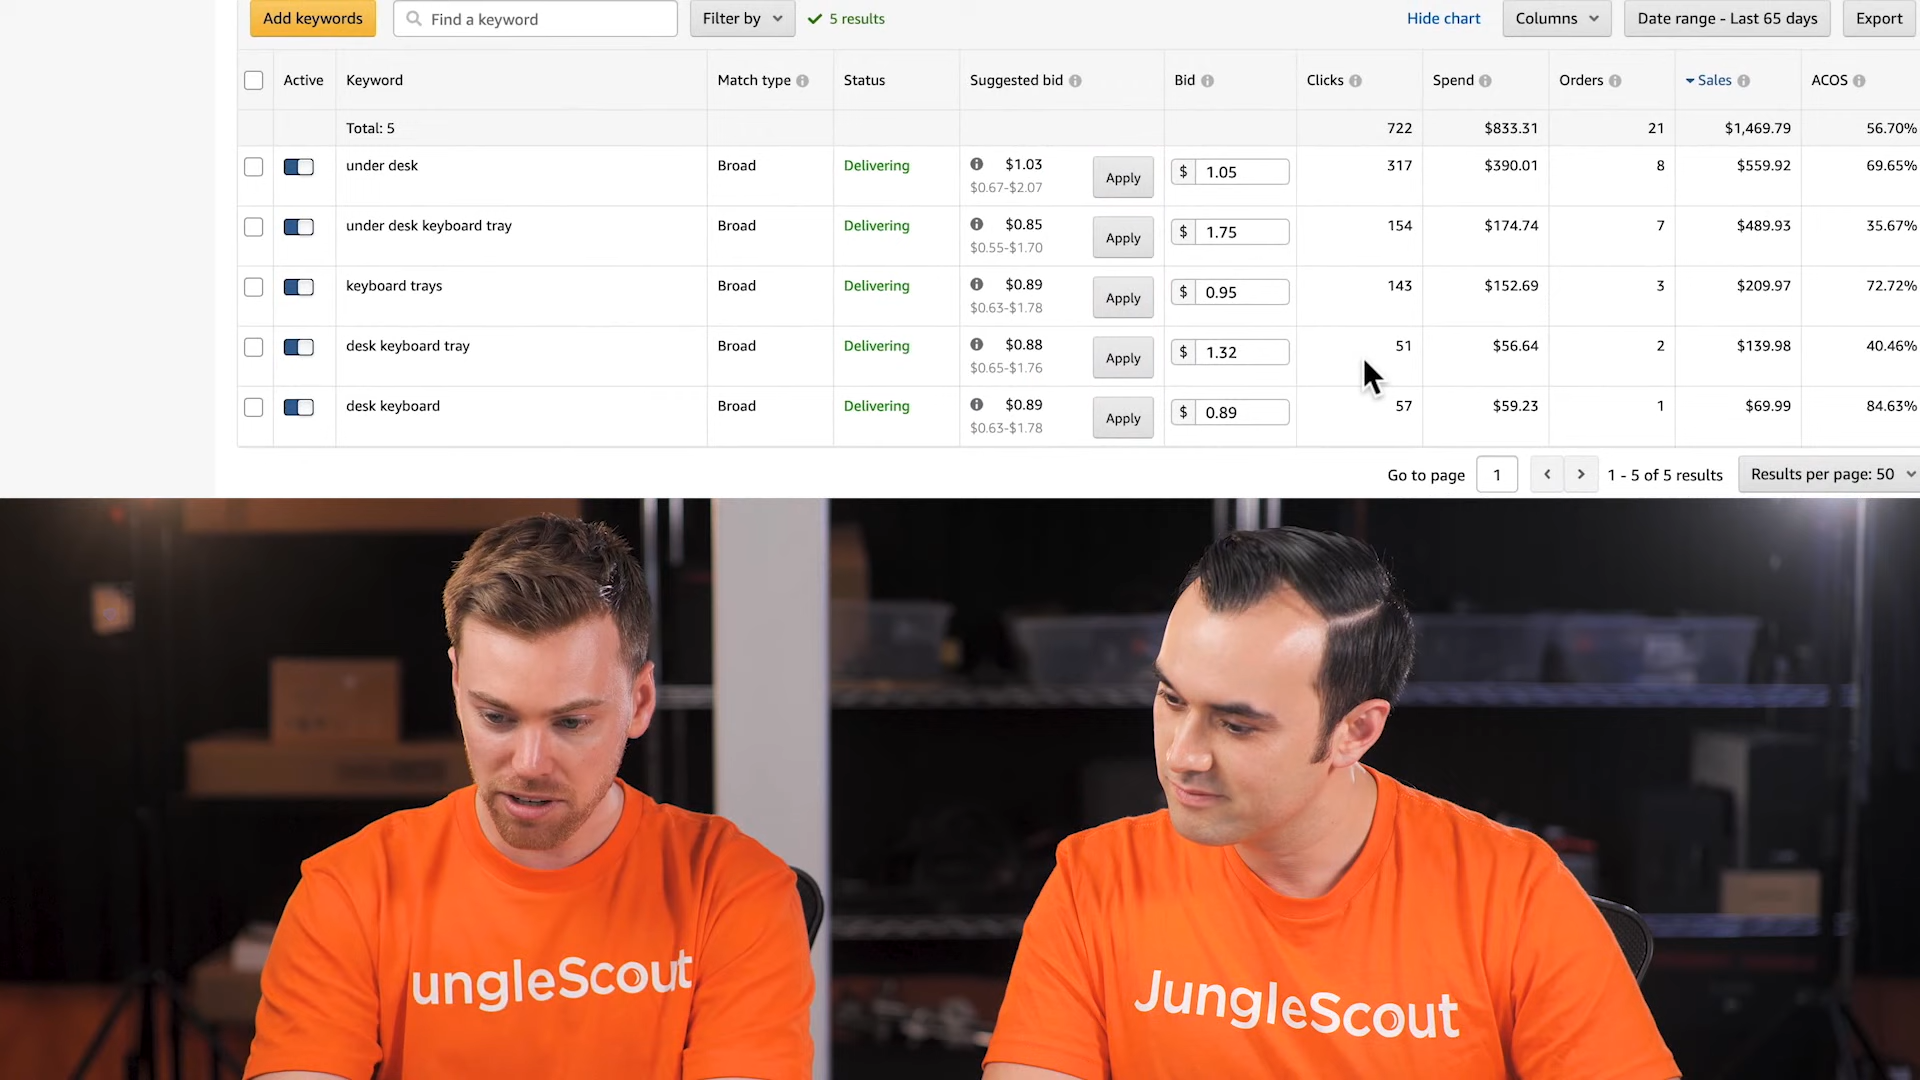 Add keywords Find a keyword Filter by 5 results Hide chart Columns Date range - Last 65 days Export
Active Keyword Match type Status Suggested bid Bid Clicks Spend Orders Sales ACOS
Total: 5 722 $833.31 21 $1,469.79 56.70%
under desk Broad Delivering $1.03 Apply $ 1.05 317 $390.01 8 $559.92 69.65%
$0.67-$2.07
under desk keyboard tray Broad Delivering $0.85 Apply $ 1.75 154 $174.74 7 $489.93 35.67%
$0.55-$1.70
keyboard trays Broad Delivering $0.89 Apply $ 0.95 143 $152.69 3 $209.97 72.72%
$0.63-$1.78
desk keyboard tray Broad Delivering $0.88 Apply $ 1.32 51 $56.64 2 $139.98 40.46%
$0.65-$1.76
desk keyboard Broad Delivering $0.89 Apply $ 0.89 57 $59.23 1 $69.99 84.63%
$0.63-$1.78
Go to page 1 1 - 5 of 5 results Results per page: 50
ungleScout
JungleScout